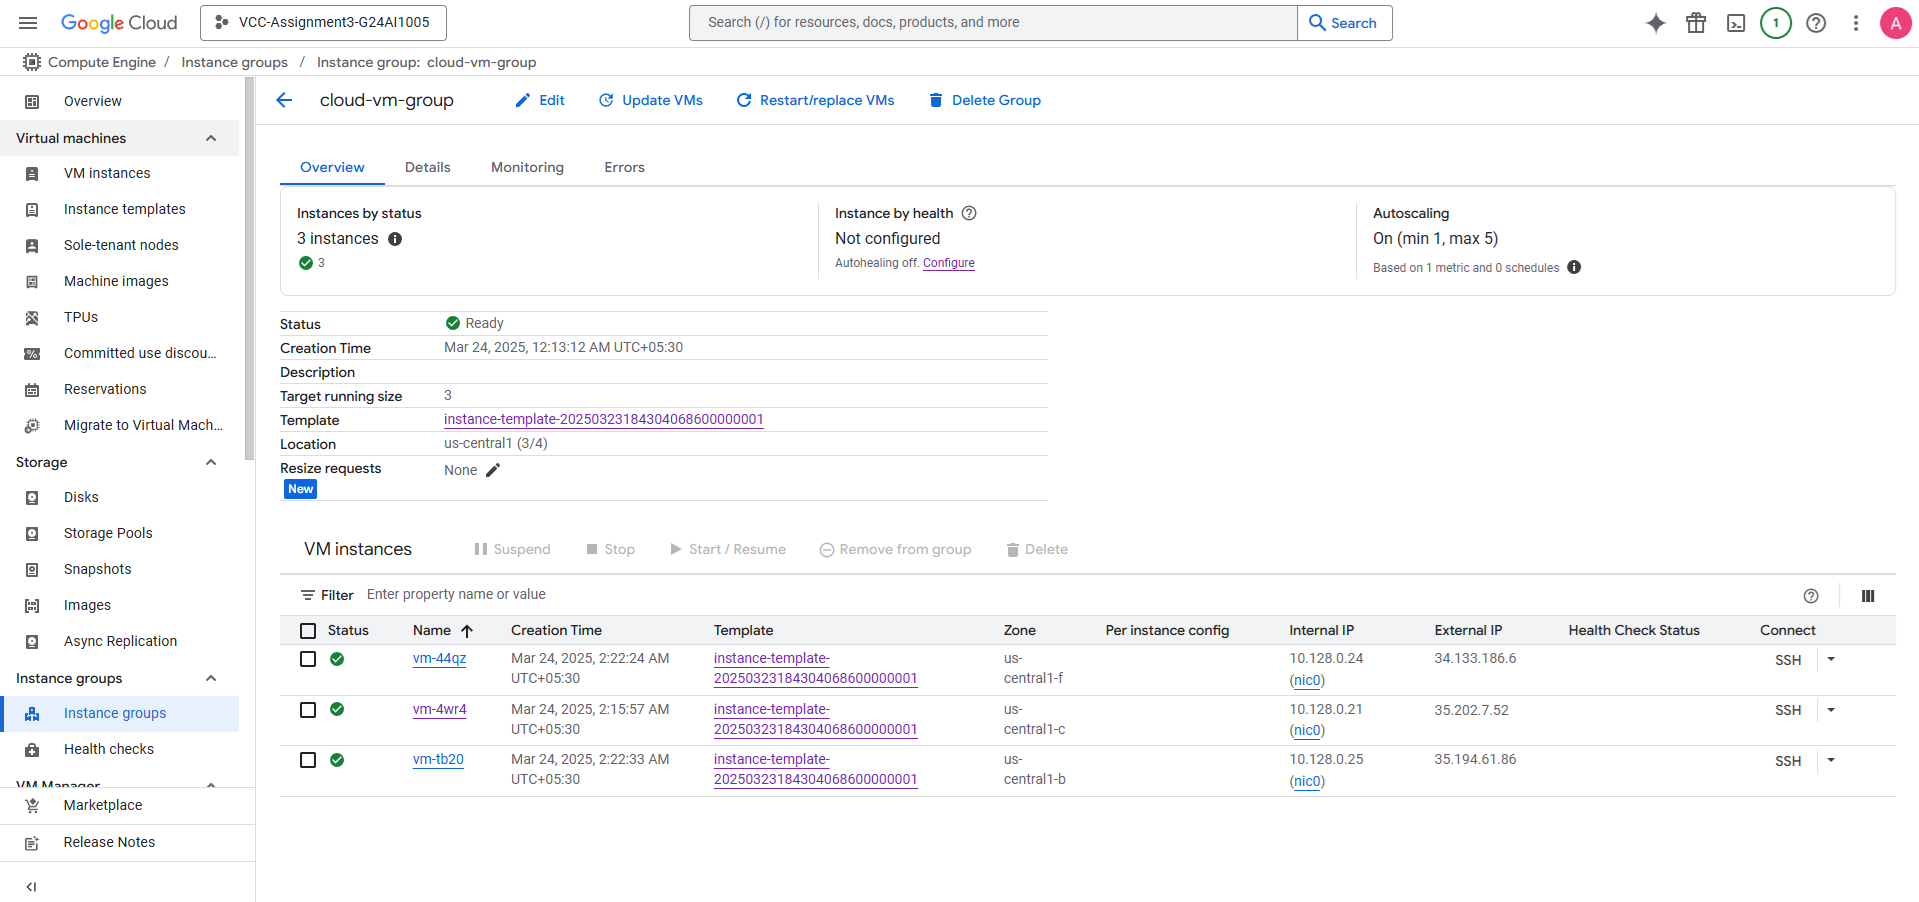 Google Cloud
VCC-Assignment3-G24AI1005
Search (/) for resources, docs, products, and more
Search
1
A
Compute Engine / Instance groups / Instance group: cloud-vm-group
Overview
Virtual machines
VM instances
Instance templates
Sole-tenant nodes
Machine images
TPUs
Committed use discou...
Reservations
Migrate to Virtual Mach...
Storage
Disks
Storage Pools
Snapshots
Images
Async Replication
Instance groups
Instance groups
Health checks
VM Manager
Marketplace
Release Notes
cloud-vm-group
Edit
Update VMs
Restart/replace VMs
Delete Group
Overview Details Monitoring Errors
Instances by status
3 instances
3
Instance by health
Not configured
Autohealing off. Configure
Autoscaling
On (min 1, max 5)
Based on 1 metric and 0 schedules
Status Ready
Creation Time Mar 24, 2025, 12:13:12 AM UTC+05:30
Description
Target running size 3
Template instance-template-20250323184304068600000001
Location us-central1 (3/4)
Resize requests None
New
VM instances Suspend Stop Start / Resume Remove from group Delete
Filter Enter property name or value
Status Name Creation Time Template Zone Per instance config Internal IP External IP Health Check Status Connect
vm-44qz Mar 24, 2025, 2:22:24 AM instance-template- us- 10.128.0.24 34.133.186.6 SSH
UTC+05:30 20250323184304068600000001 central1-f (nic0)
vm-4wr4 Mar 24, 2025, 2:15:57 AM instance-template- us- 10.128.0.21 35.202.7.52 SSH
UTC+05:30 20250323184304068600000001 central1-c (nic0)
vm-tb20 Mar 24, 2025, 2:22:33 AM instance-template- us- 10.128.0.25 35.194.61.86 SSH
UTC+05:30 20250323184304068600000001 central1-b (nic0)